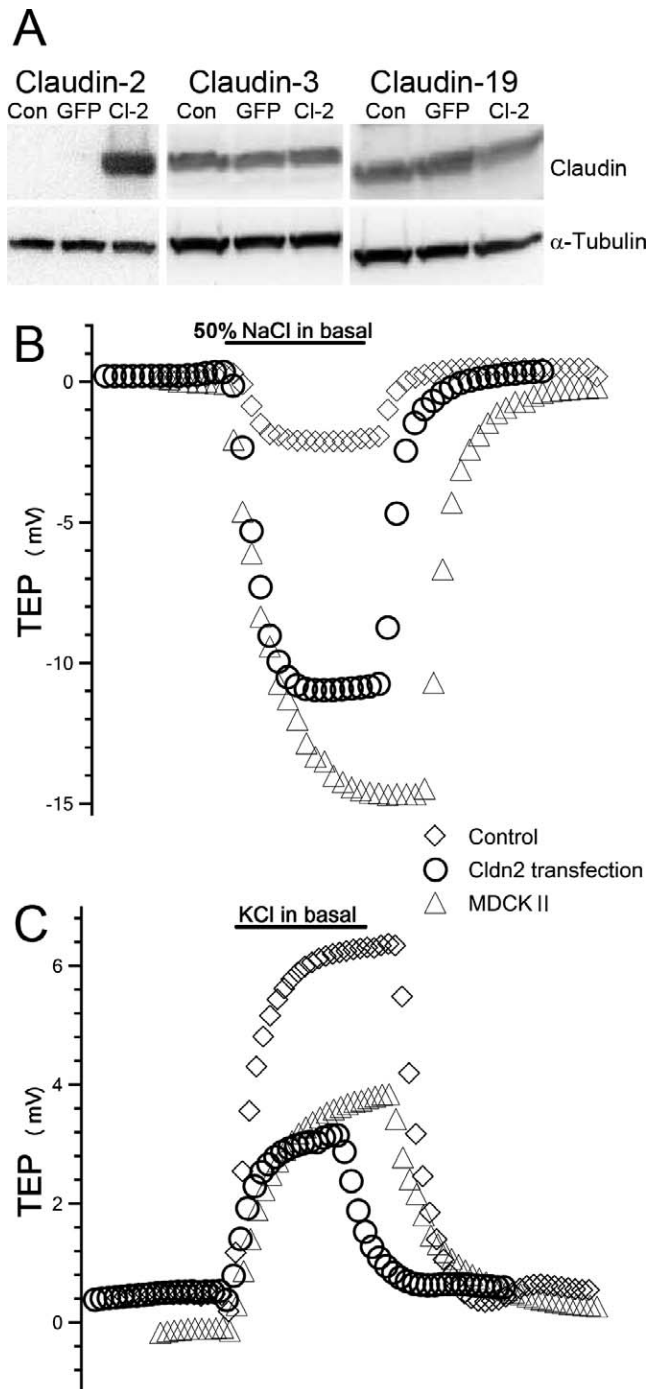 A
Claudin-2 Claudin-3 Claudin-19
Con GFP Cl-2 Con GFP Cl-2 Con GFP Cl-2
Claudin
α-Tubulin
B
50% NaCl in basal
0
-5
-10
-15
TEP (mV)
Control
Cldn2 transfection
MDCK II
C
KCl in basal
6
4
2
0
TEP (mV)